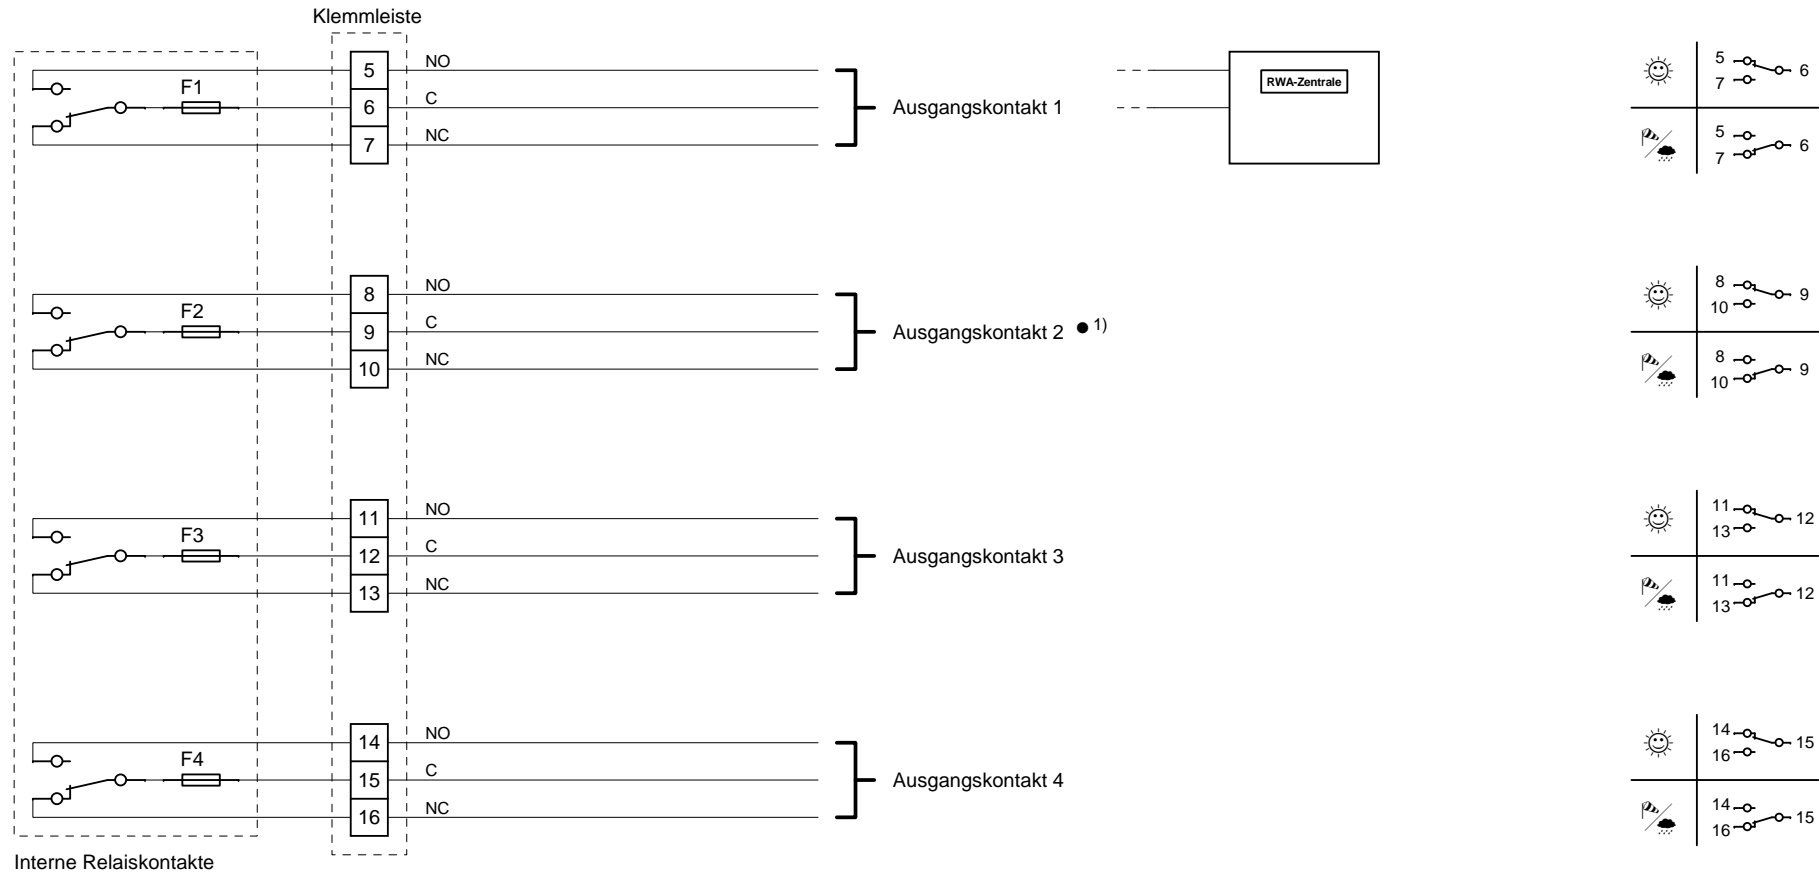 Klemmleiste
5 NO
F1
6 C
7 NC
Ausgangskontakt 1
RWA-Zentrale
5
7 6
5
7 6
8 NO
F2
9 C
10 NC
Ausgangskontakt 2 ● 1)
8
10 9
8
10 9
11 NO
F3
12 C
13 NC
Ausgangskontakt 3
11
13 12
11
13 12
14 NO
F4
15 C
16 NC
Ausgangskontakt 4
14
16 15
14
16 15
Interne Relaiskontakte